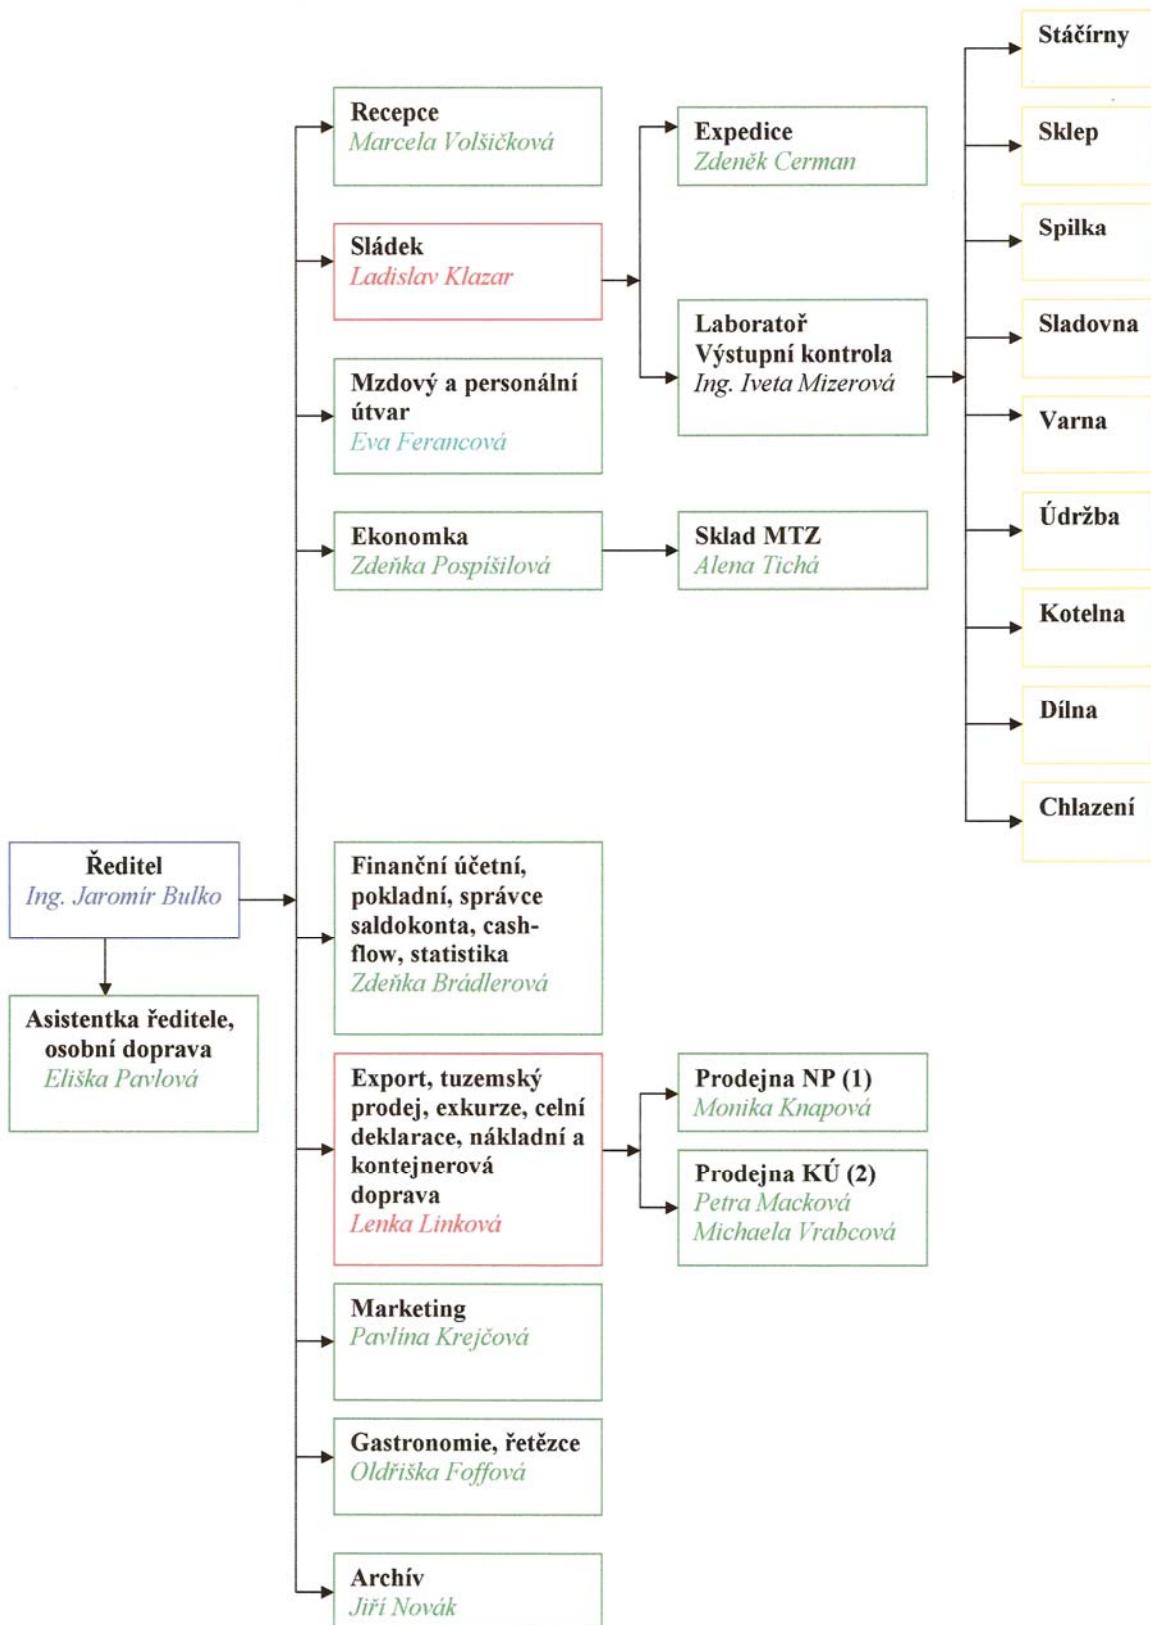 Ředitel
Ing. Jaromír Bulko
Asistentka ředitele,
osobní doprava
Eliška Pavlová
Recepce
Marcela Volšičková
Sládek
Ladislav Klazar
Mzdový a personální
útvar
Eva Ferancová
Ekonomka
Zdeňka Pospíšilová
Finanční účetní,
pokladní, správce
saldokonta, cash-
flow, statistika
Zdeňka Brádlerová
Export, tuzemský
prodej, exkurze, celní
deklarace, nákladní a
kontejnerová
doprava
Lenka Linková
Marketing
Pavlína Krejčová
Gastronomie, řetězce
Oldřiška Foffová
Archív
Jiří Novák
Expedice
Zdeněk Cerman
Laboratoř
Výstupní kontrola
Ing. Iveta Mizerová
Sklad MTZ
Alena Tichá
Prodejna NP (1)
Monika Knapová
Prodejna KÚ (2)
Petra Macková
Michaela Vrabcová
Stáčírny
Sklep
Spilka
Sladovna
Varna
Údržba
Kotelna
Dílna
Chlazení